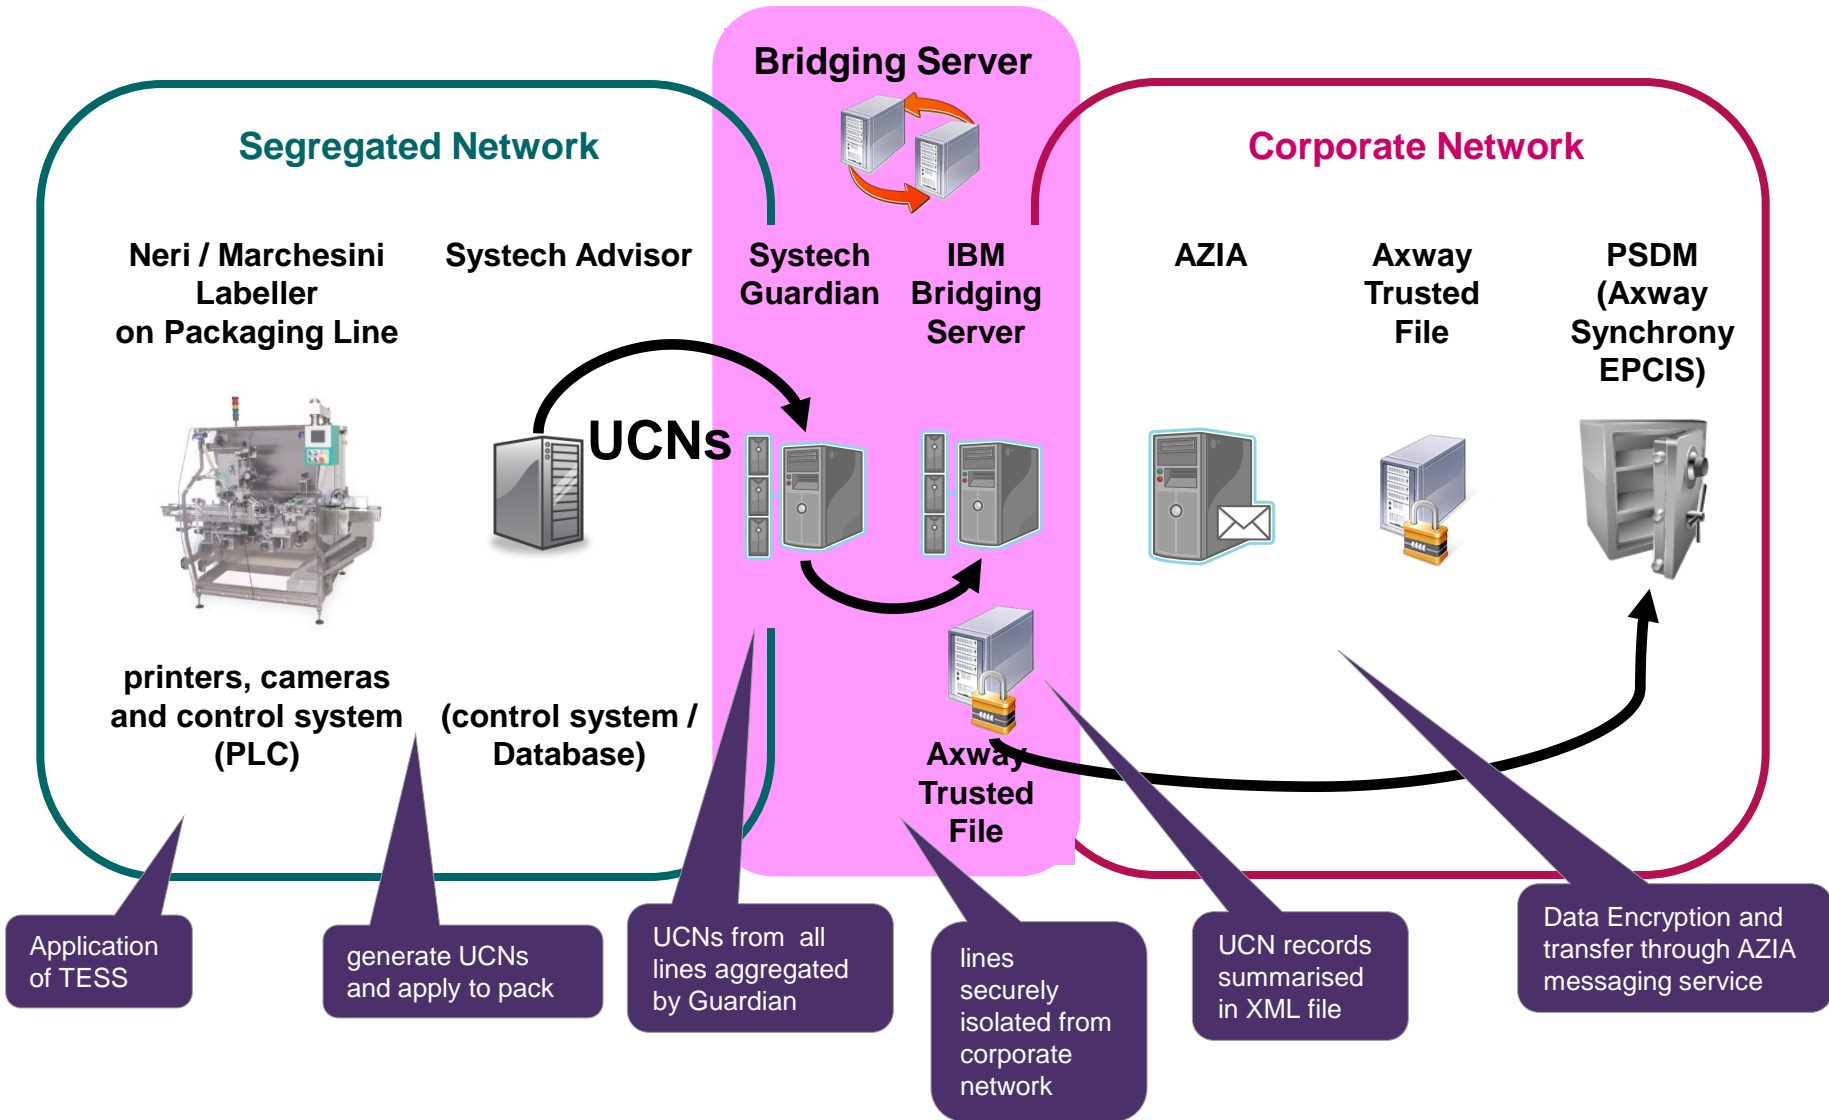 Bridging Server
Segregated Network
Corporate Network
Neri / Marchesini
Labeller
on Packaging Line
Systech Advisor
Systech
Guardian
IBM
Bridging
Server
AZIA
Axway
Trusted
File
PSDM
(Axway
Synchrony
EPCIS)
UCNs
printers, cameras
and control system
(PLC)
(control system /
Database)
Axway
Trusted
File
Application
of TESS
generate UCNs
and apply to pack
UCNs from all
lines aggregated
by Guardian
lines
securely
isolated from
corporate
network
UCN records
summarised
in XML file
Data Encryption and
transfer through AZIA
messaging service